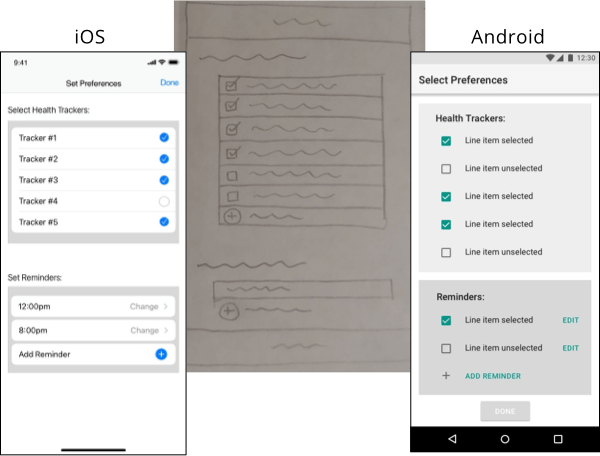 iOS
9:41
Set Preferences
Done
Select Health Trackers:
Tracker #1
Tracker #2
Tracker #3
Tracker #4
Tracker #5
Set Reminders:
12:00pm
Change
8:00pm
Change
Add Reminder
Android
12:30
Select Preferences
Health Trackers:
Line item selected
Line item unselected
Line item selected
Line item selected
Line item unselected
Reminders:
Line item selected
EDIT
Line item unselected
EDIT
ADD REMINDER
DONE